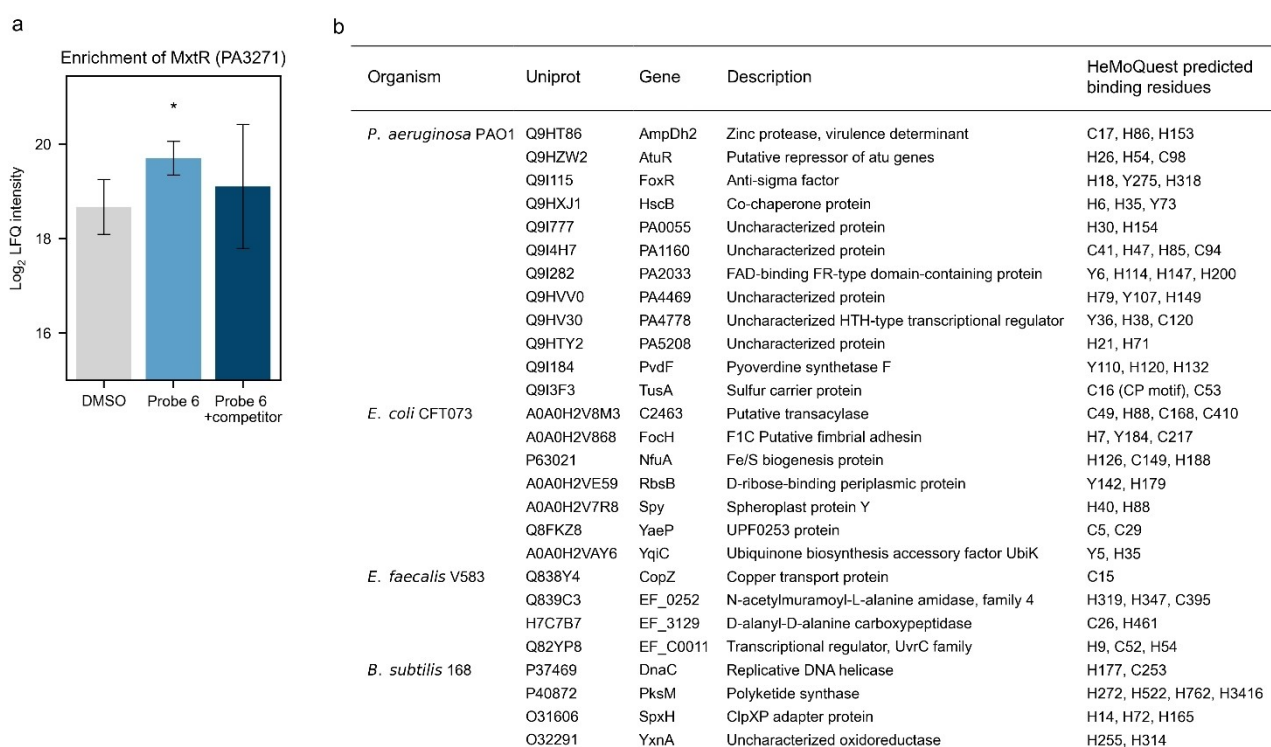 a
Enrichment of MxtR (PA3271)
*
Log2 LFQ intensity
20
18
16
DMSO
Probe 6
Probe 6
+competitor
b
Organism Uniprot Gene Description HeMoQuest predicted
binding residues
P. aeruginosa PAO1 Q9HT86 AmpDh2 Zinc protease, virulence determinant C17, H86, H153
Q9HZW2 AtuR Putative repressor of atu genes H26, H54, C98
Q9I115 FoxR Anti-sigma factor H18, Y275, H318
Q9HXJ1 HscB Co-chaperone protein H6, H35, Y73
Q9I777 PA0055 Uncharacterized protein H30, H154
Q9I4H7 PA1160 Uncharacterized protein C41, H47, H85, C94
Q9I282 PA2033 FAD-binding FR-type domain-containing protein Y6, H114, H147, H200
Q9HVV0 PA4469 Uncharacterized protein H79, Y107, H149
Q9HV30 PA4778 Uncharacterized HTH-type transcriptional regulator Y36, H38, C120
Q9HTY2 PA5208 Uncharacterized protein H21, H71
Q9I184 PvdF Pyoverdine synthetase F Y110, H120, H132
Q9I3F3 TusA Sulfur carrier protein C16 (CP motif), C53
E. coli CFT073 A0A0H2V8M3 C2463 Putative transacylase C49, H88, C168, C410
A0A0H2V868 FocH F1C Putative fimbrial adhesin H7, Y184, C217
P63021 NfuA Fe/S biogenesis protein H126, C149, H188
A0A0H2VE59 RbsB D-ribose-binding periplasmic protein Y142, H179
A0A0H2V7R8 Spy Spheroplast protein Y H40, H88
Q8FKZ8 YaeP UPF0253 protein C5, C29
A0A0H2VAY6 YqiC Ubiquinone biosynthesis accessory factor UbiK Y5, H35
E. faecalis V583 Q838Y4 CopZ Copper transport protein C15
Q839C3 EF_0252 N-acetylmuramoyl-L-alanine amidase, family 4 H319, H347, C395
H7C7B7 EF_3129 D-alanyl-D-alanine carboxypeptidase C26, H461
Q82YP8 EF_C0011 Transcriptional regulator, UvrC family H9, C52, H54
B. subtilis 168 P37469 DnaC Replicative DNA helicase H177, C253
P40872 PksM Polyketide synthase H272, H522, H762, H3416
O31606 SpxH ClpXP adapter protein H14, H72, H165
O32291 YxnA Uncharacterized oxidoreductase H255, H314